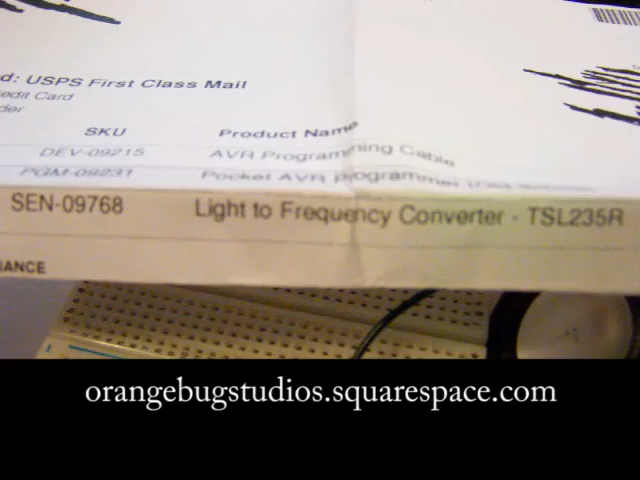 d: USPS First Class Mail
edit Card
der
SKU Product Name
DEV-09215 AVR Programming Cable
PGM-09231 Pocket AVR Programmer
SEN-09768 Light to Frequency Converter - TSL235R
IANCE
orangebugstudios.squarespace.com